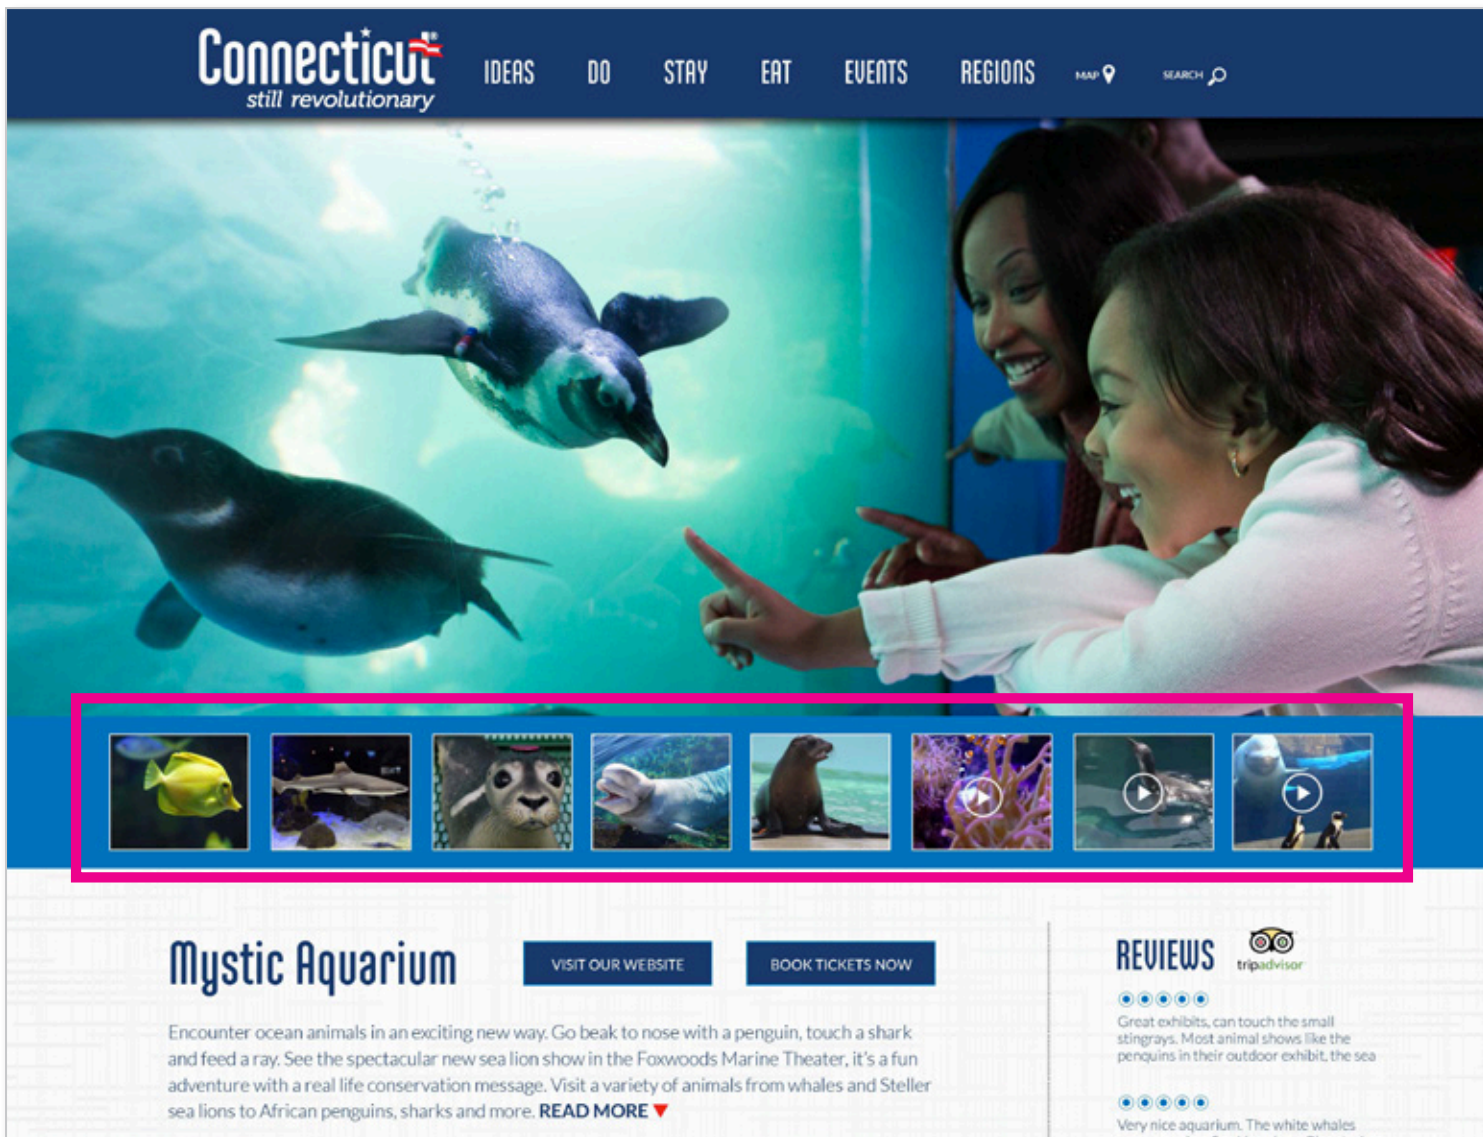 Connecticut®
still revolutionary
IDEAS DO STAY EAT EVENTS REGIONS MAP SEARCH
Mystic Aquarium
VISIT OUR WEBSITE
BOOK TICKETS NOW
Encounter ocean animals in an exciting new way. Go beak to nose with a penguin, touch a shark
and feed a ray. See the spectacular new sea lion show in the Foxwoods Marine Theater, it's a fun
adventure with a real life conservation message. Visit a variety of animals from whales and Steller
sea lions to African penguins, sharks and more. READ MORE
REVIEWS
tripadvisor
Great exhibits, can touch the small
stingrays. Most animal shows like the
penquins in their outdoor exhibit, the sea
Very nice aquarium. The white whales